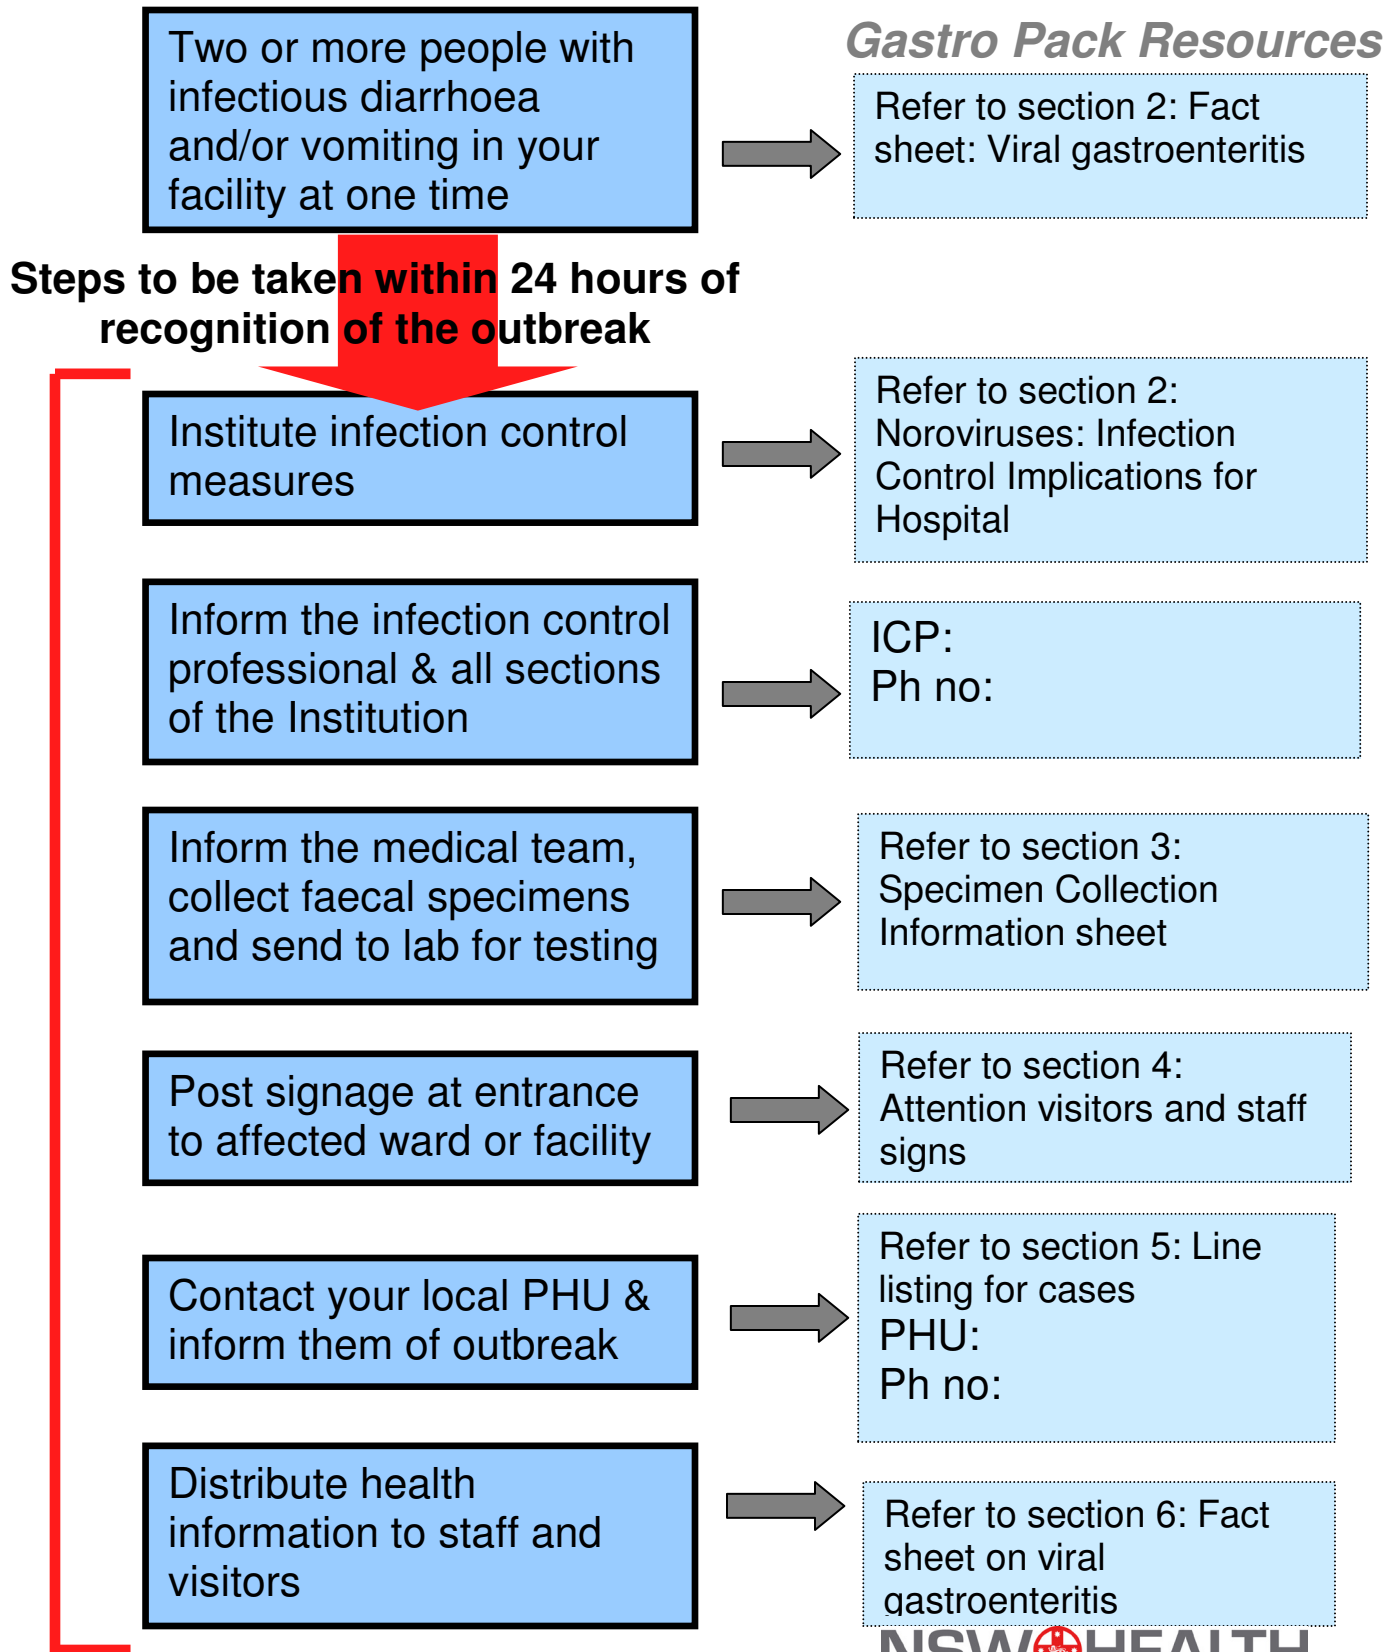 Gastro Pack Resources
Two or more people with
infectious diarrhoea
and/or vomiting in your
facility at one time
Refer to section 2: Fact
sheet: Viral gastroenteritis
Steps to be taken within 24 hours of
recognition of the outbreak
Institute infection control
measures
Refer to section 2:
Noroviruses: Infection
Control Implications for
Hospital
Inform the infection control
professional & all sections
of the Institution
ICP:
Ph no:
Inform the medical team,
collect faecal specimens
and send to lab for testing
Refer to section 3:
Specimen Collection
Information sheet
Post signage at entrance
to affected ward or facility
Refer to section 4:
Attention visitors and staff
signs
Contact your local PHU &
inform them of outbreak
Refer to section 5: Line
listing for cases
PHU:
Ph no:
Distribute health
information to staff and
visitors
Refer to section 6: Fact
sheet on viral
gastroenteritis
NSW HEALTH